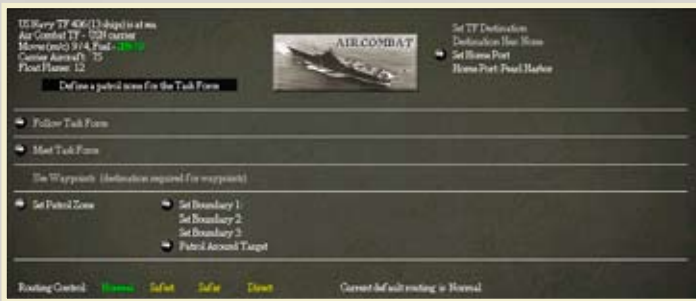 US Navy TF 406 (13 ships) is at sea
Air Combat TF - USN carrier
Moves (m/c) 9/4, Fuel -
Carrier Aircraft: 75
Float Planes: 12
Define a patrol zone for the Task Force
AIR COMBAT
Set TF Destination
Destination Hex: None
Set Home Port
Home Port: Pearl Harbor
Follow Task Force
Meet Task Force
Use Waypoints (destination required for waypoints)
Set Patrol Zone
Set Boundary 1:
Set Boundary 2:
Set Boundary 3:
Patrol Around Target
Routing Control: Normal Safest Safer Direct Current default routing is Normal